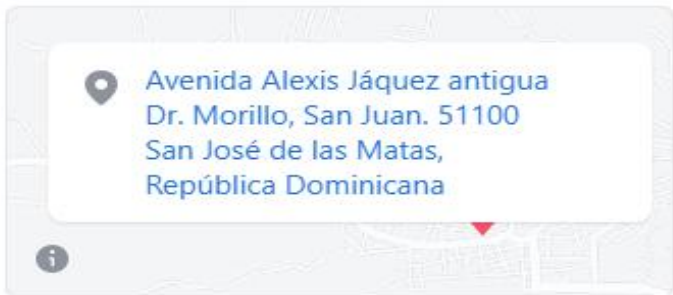 Avenida Alexis Jáquez antigua
Dr. Morillo, San Juan. 51100
San José de las Matas,
República Dominicana